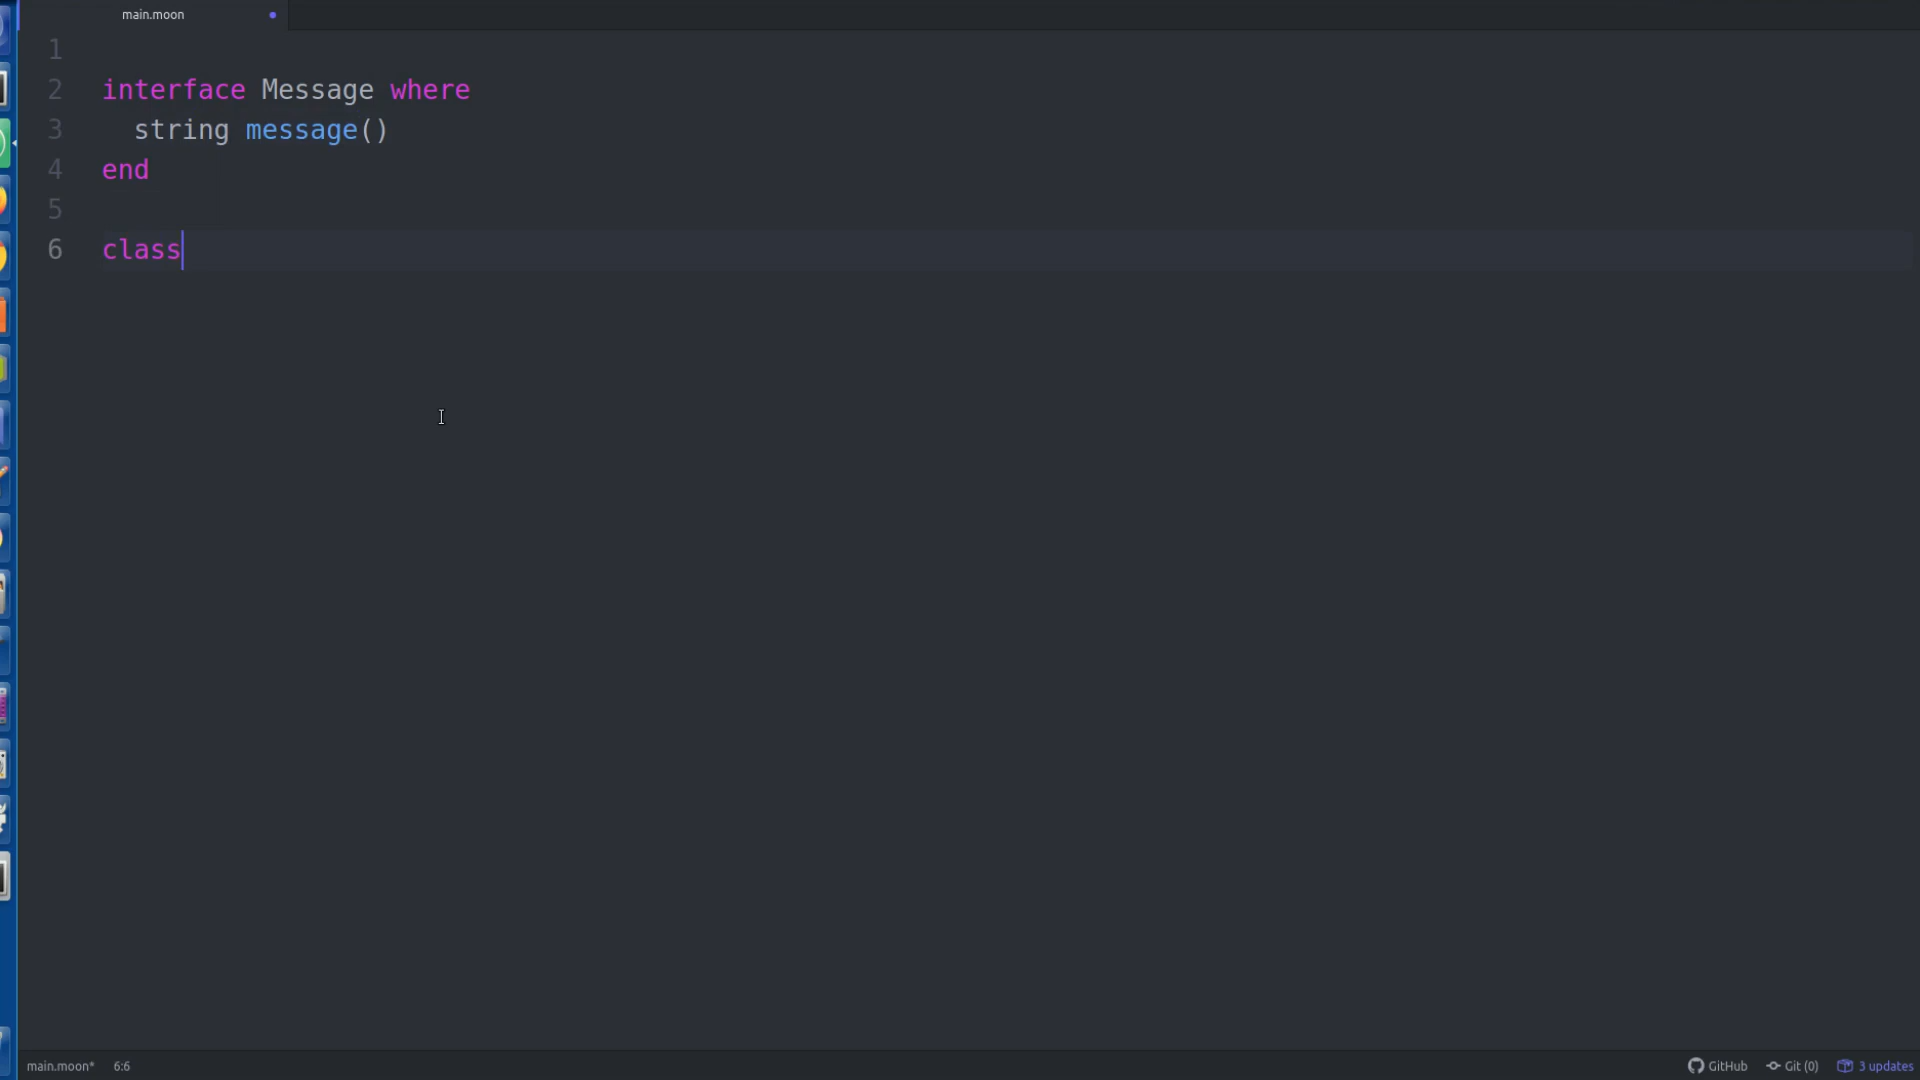 main.moon
1
2 interface Message where
3 string message()
4 end
5
6 class
main.moon* 6:6 GitHub Git (0) 3 updates